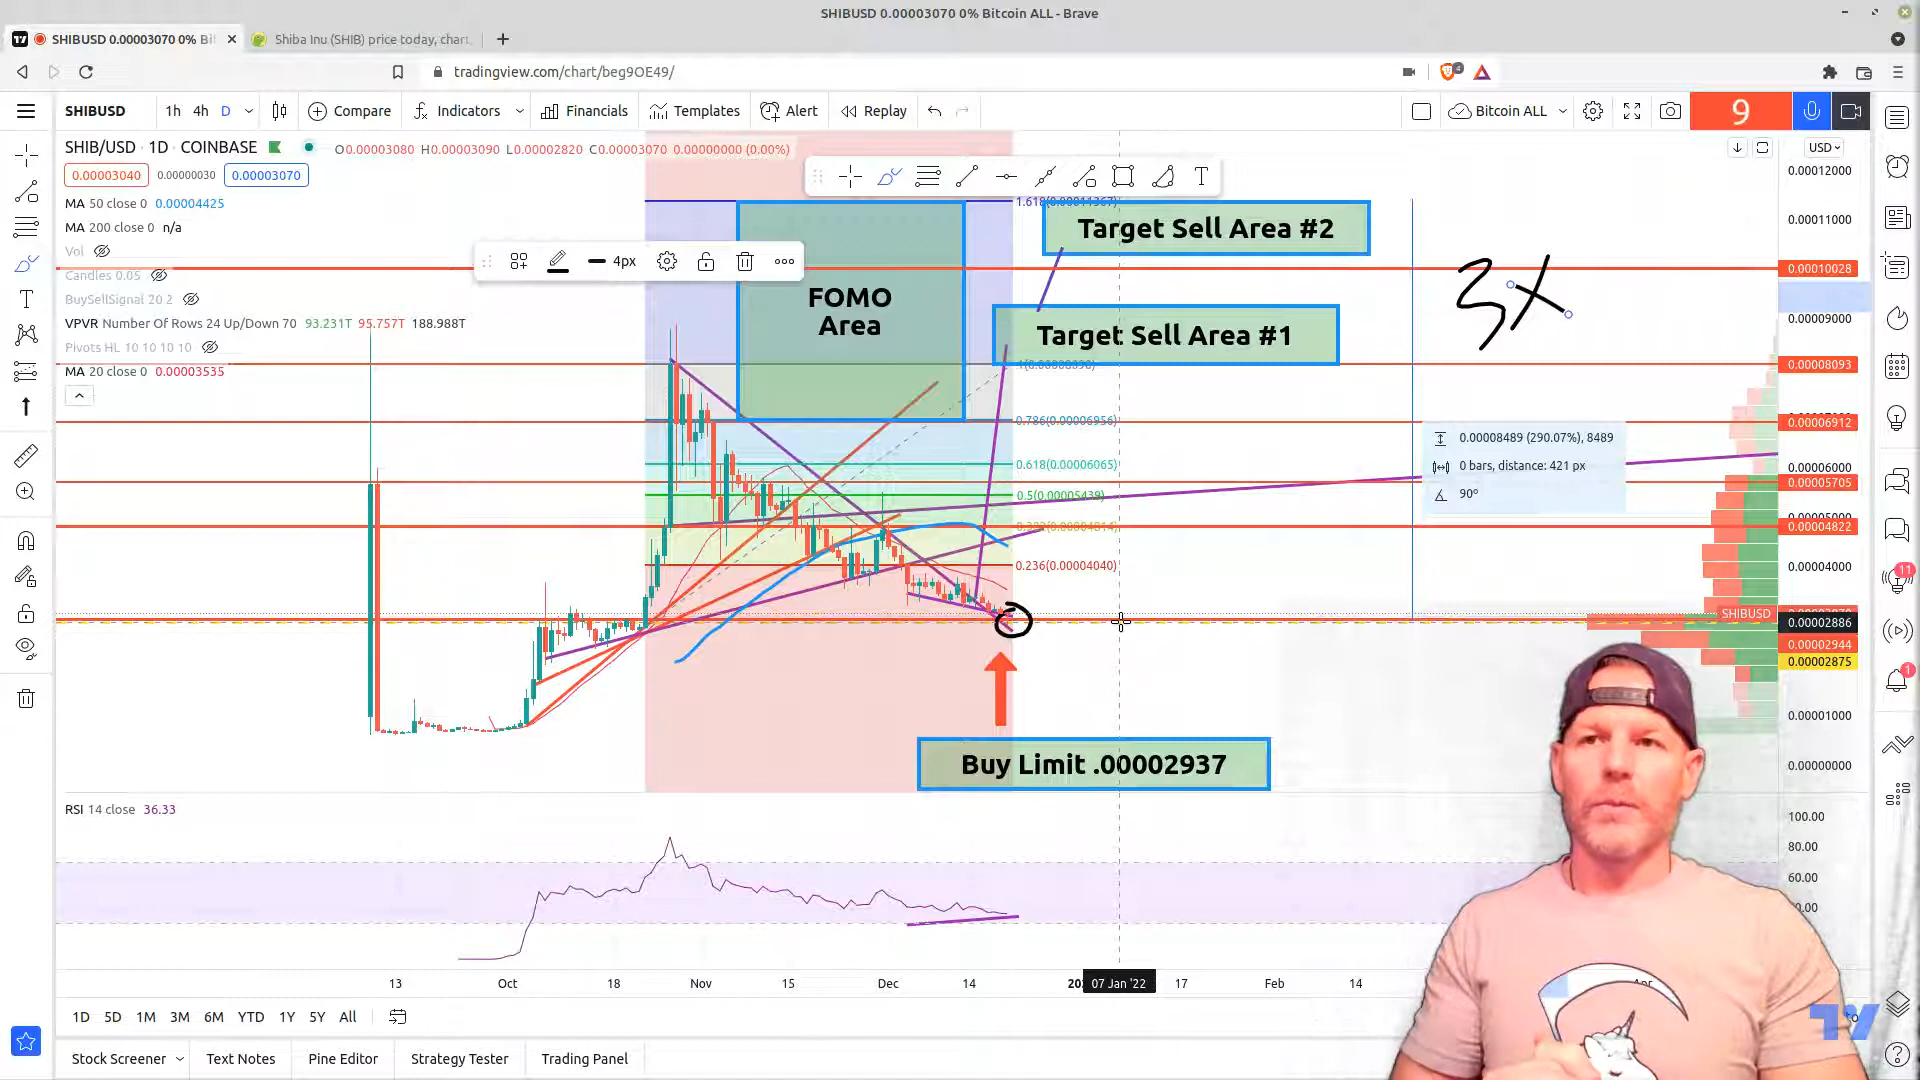 SHIBUSD 0.00003070 0% Bitcoin ALL - Brave
SHIBUSD 0.00003070 0% Bi
Shiba Inu (SHIB) price today, chart
tradingview.com/chart/beg9OE49/
4
SHIBUSD
1h 4h D
Compare
Indicators
Financials
Templates
Alert
Replay
Bitcoin ALL
9
SHIB/USD · 1D · COINBASE
O0.00003080 H0.00003090 L0.00002820 C0.00003070 0.00000000 (0.00%)
USD
0.00003040 0.00000030 0.00003070
MA 50 close 0 0.00004425
MA 200 close 0 n/a
Vol
Candles 0.05
BuySellSignal 20 2
VPVR Number Of Rows 24 Up/Down 70 93.231T 95.757T 188.988T
Pivots HL 10 10 10 10
MA 20 close 0 0.00003535
T
4px
FOMO
Area
Target Sell Area #2
Target Sell Area #1
3X
0.786(0.00006956)
0.618(0.00006065)
0.5(0.00005439)
0.236(0.00004040)
0.00008489 (290.07%), 8489
0 bars, distance: 421 px
90º
Buy Limit .00002937
0.00012000
0.00011000
0.00010028
0.00009000
0.00008093
0.00006912
0.00006000
0.00005705
0.00004822
0.00004000
SHIBUSD
0.00002886
0.00002944
0.00002875
0.00001000
0.00000000
11
1
RSI 14 close 36.33
100.00
80.00
60.00
13 Oct 18 Nov 15 Dec 14 07 Jan '22 17 Feb 14
1D 5D 1M 3M 6M YTD 1Y 5Y All
Stock Screener
Text Notes
Pine Editor
Strategy Tester
Trading Panel